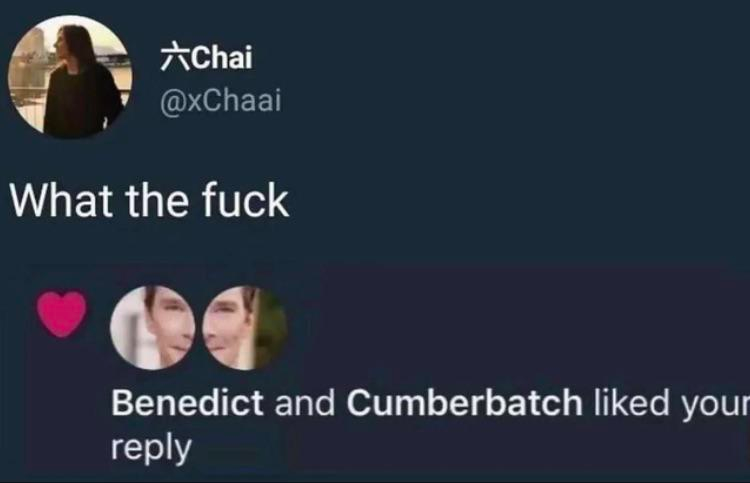 六Chai
@xChaai
What the fuck
Benedict and Cumberbatch liked your
reply